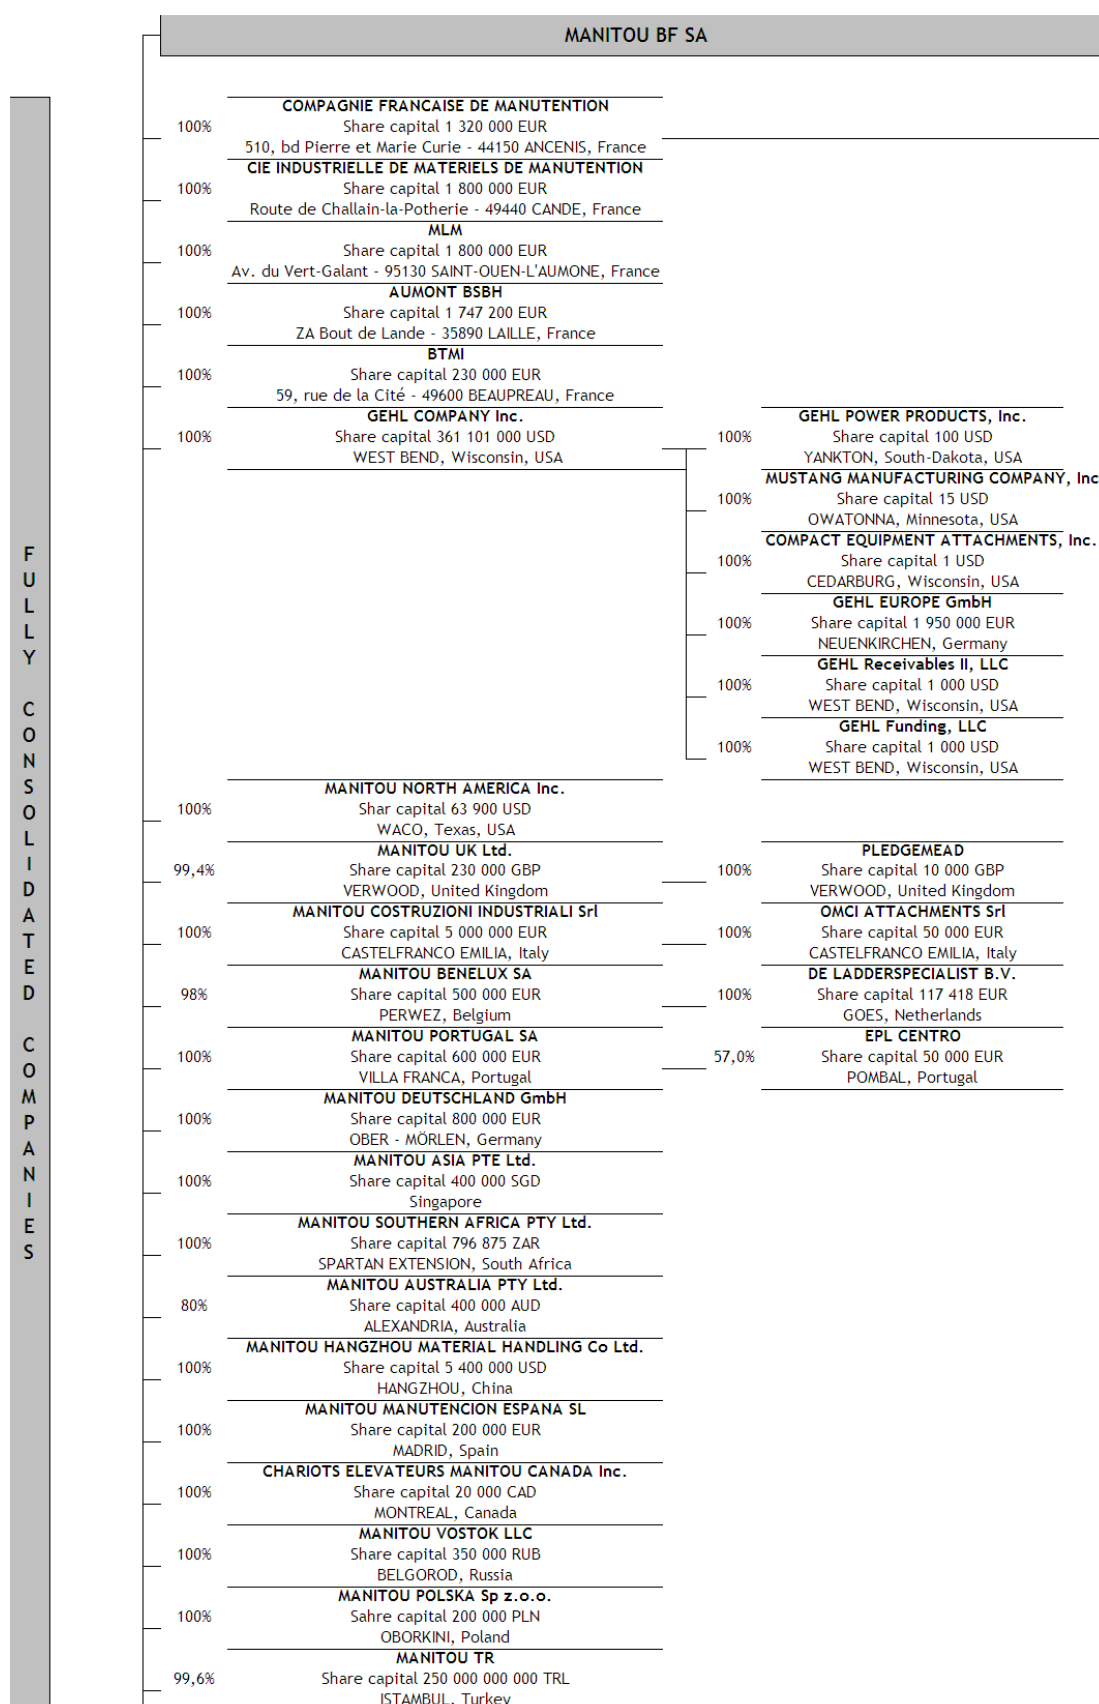 MANITOU BF SA
FULLY CONSOLIDATED COMPANIES
COMPAGNIE FRANCAISE DE MANUTENTION
100%
Share capital 1 320 000 EUR
510, bd Pierre et Marie Curie - 44150 ANCENIS, France
CIE INDUSTRIELLE DE MATERIELS DE MANUTENTION
100%
Share capital 1 800 000 EUR
Route de Challain-la-Potherie - 49440 CANDE, France
MLM
100%
Share capital 1 800 000 EUR
Av. du Vert-Galant - 95130 SAINT-OUEN-L'AUMONE, France
AUMONT BSBH
100%
Share capital 1 747 200 EUR
ZA Bout de Lande - 35890 LAILLE, France
BTMI
100%
Share capital 230 000 EUR
59, rue de la Cité - 49600 BEAUPREAU, France
GEHL COMPANY Inc.
100%
Share capital 361 101 000 USD
WEST BEND, Wisconsin, USA
GEHL POWER PRODUCTS, Inc.
100%
Share capital 100 USD
YANKTON, South-Dakota, USA
MUSTANG MANUFACTURING COMPANY, Inc
100%
Share capital 15 USD
OWATONNA, Minnesota, USA
COMPACT EQUIPMENT ATTACHMENTS, Inc.
100%
Share capital 1 USD
CEDARBURG, Wisconsin, USA
GEHL EUROPE GmbH
100%
Share capital 1 950 000 EUR
NEUENKIRCHEN, Germany
GEHL Receivables II, LLC
100%
Share capital 1 000 USD
WEST BEND, Wisconsin, USA
GEHL Funding, LLC
100%
Share capital 1 000 USD
WEST BEND, Wisconsin, USA
MANITOU NORTH AMERICA Inc.
100%
Shar capital 63 900 USD
WACO, Texas, USA
MANITOU UK Ltd.
99,4%
Share capital 230 000 GBP
VERWOOD, United Kingdom
PLEDGEMEAD
100%
Share capital 10 000 GBP
VERWOOD, United Kingdom
MANITOU COSTRUZIONI INDUSTRIALI Srl
100%
Share capital 5 000 000 EUR
CASTELFRANCO EMILIA, Italy
OMCI ATTACHMENTS Srl
100%
Share capital 50 000 EUR
CASTELFRANCO EMILIA, Italy
MANITOU BENELUX SA
98%
Share capital 500 000 EUR
PERWEZ, Belgium
DE LADDERSPECIALIST B.V.
100%
Share capital 117 418 EUR
GOES, Netherlands
MANITOU PORTUGAL SA
100%
Share capital 600 000 EUR
VILLA FRANCA, Portugal
EPL CENTRO
57,0%
Share capital 50 000 EUR
POMBAL, Portugal
MANITOU DEUTSCHLAND GmbH
100%
Share capital 800 000 EUR
OBER - MÖRLEN, Germany
MANITOU ASIA PTE Ltd.
100%
Share capital 400 000 SGD
Singapore
MANITOU SOUTHERN AFRICA PTY Ltd.
100%
Share capital 796 875 ZAR
SPARTAN EXTENSION, South Africa
MANITOU AUSTRALIA PTY Ltd.
80%
Share capital 400 000 AUD
ALEXANDRIA, Australia
MANITOU HANGZHOU MATERIAL HANDLING Co Ltd.
100%
Share capital 5 400 000 USD
HANGZHOU, China
MANITOU MANUTENCION ESPANA SL
100%
Share capital 200 000 EUR
MADRID, Spain
CHARIOTS ELEVATEURS MANITOU CANADA Inc.
100%
Share capital 20 000 CAD
MONTREAL, Canada
MANITOU VOSTOK LLC
100%
Share capital 350 000 RUB
BELGOROD, Russia
MANITOU POLSKA Sp z.o.o.
100%
Sahre capital 200 000 PLN
OBORKINI, Poland
MANITOU TR
99,6%
Share capital 250 000 000 000 TRL
ISTAMBUL, Turkey